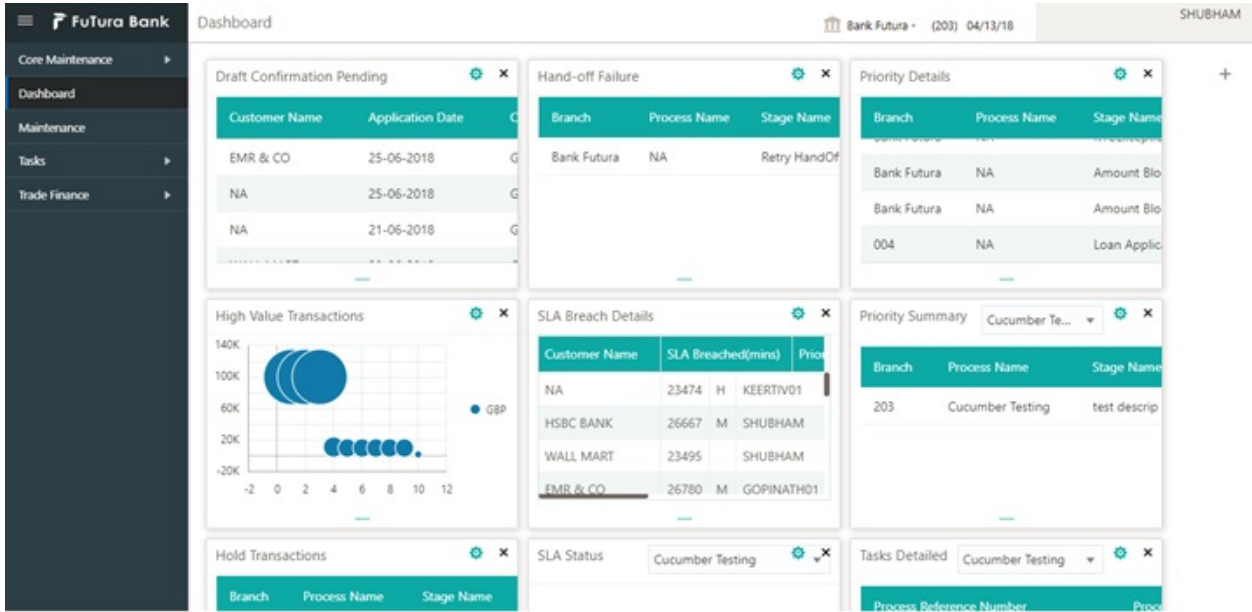 FuTura Bank
Dashboard
Bank Futura - (203) 04/13/18
SHUBHAM
Core Maintenance
Dashboard
Maintenance
Tasks
Trade Finance
Draft Confirmation Pending
Customer Name Application Date C
EMR & CO 25-06-2018 G
NA 25-06-2018 G
NA 21-06-2018 G
Hand-off Failure
Branch Process Name Stage Name
Bank Futura NA Retry HandOf
Priority Details
Branch Process Name Stage Name
Bank Futura NA Amount Blo
Bank Futura NA Amount Blo
004 NA Loan Applic
High Value Transactions
140K
100K
60K
20K
-20K
-2 0 2 4 6 8 10 12
GBP
SLA Breach Details
Customer Name SLA Breached(mins) Prior
NA 23474 H KEERTIV01
HSBC BANK 26667 M SHUBHAM
WALL MART 23495 SHUBHAM
EMR & CO 26780 M GOPINATH01
Priority Summary Cucumber Te...
Branch Process Name Stage Name
203 Cucumber Testing test descrip
Hold Transactions
Branch Process Name Stage Name
SLA Status Cucumber Testing
Tasks Detailed Cucumber Testing
Process Reference Number Proce